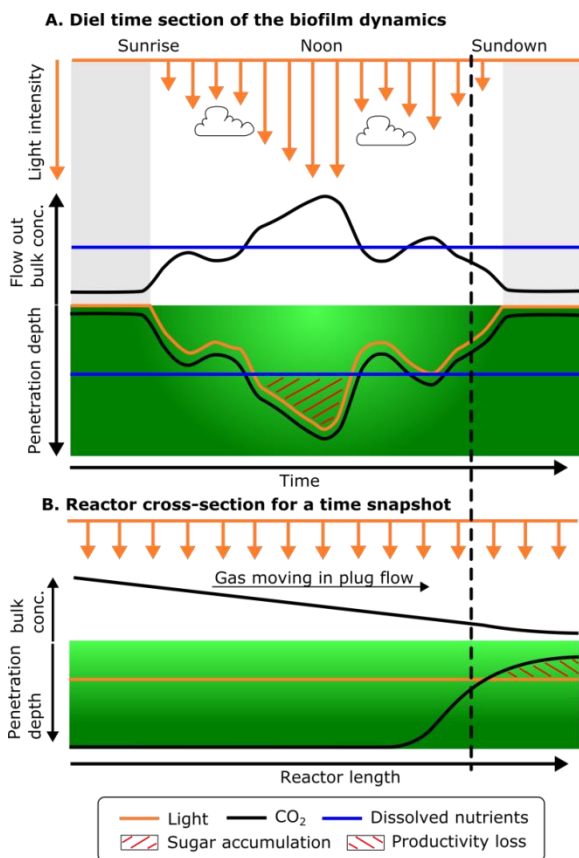 A. Diel time section of the biofilm dynamics
Sunrise Noon Sundown
Light intensity
Flow out
bulk conc.
Penetration depth
Time
B. Reactor cross-section for a time snapshot
Gas moving in plug flow
bulk
conc.
Penetration
depth
Reactor length
Light CO₂ Dissolved nutrients
Sugar accumulation Productivity loss